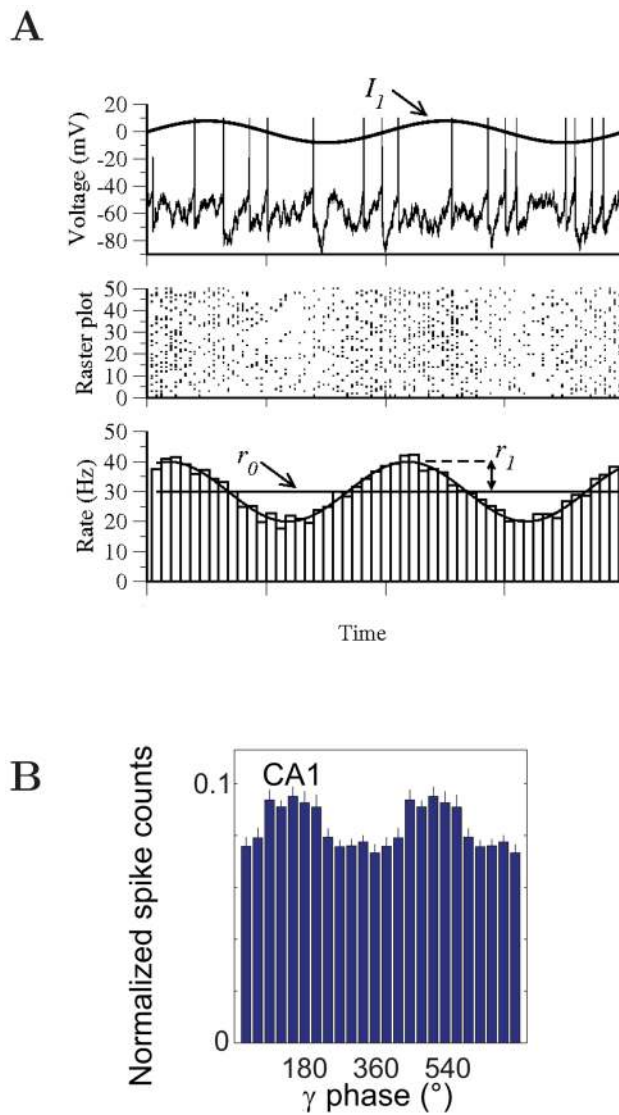 A
I1
20
0
-20
-40
-60
-80
Voltage (mV)
50
40
30
20
10
0
Raster plot
r0
r1
50
40
30
20
10
0
Rate (Hz)
Time
B
CA1
0.1
0
Normalized spike counts
180 360 540
γ phase (°)